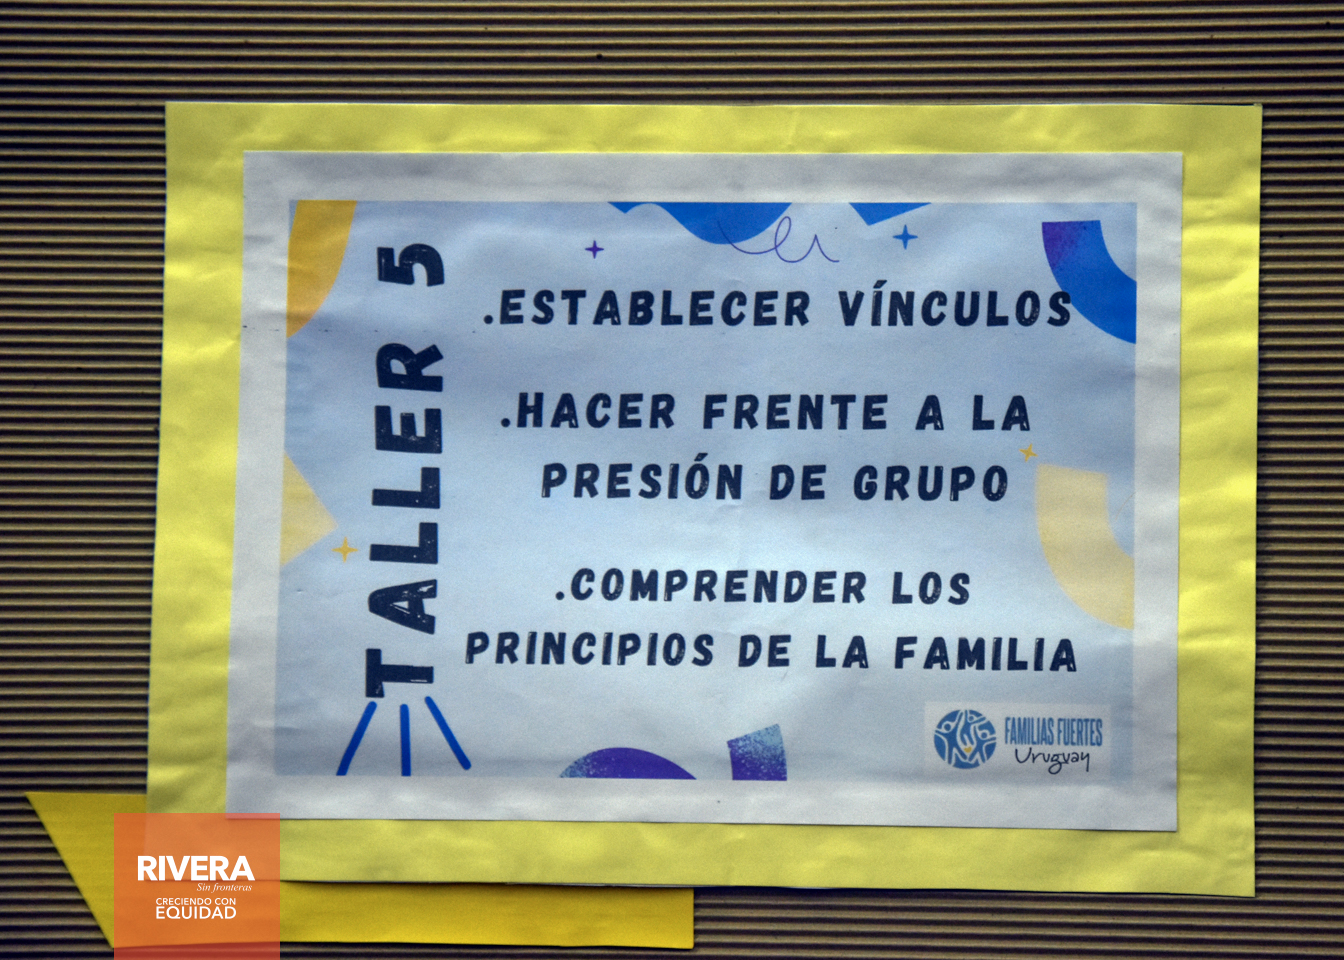 TALLER 5
.ESTABLECER VÍNCULOS
.HACER FRENTE A LA
PRESIÓN DE GRUPO
.COMPRENDER LOS
PRINCIPIOS DE LA FAMILIA
FAMILIAS FUERTES
Uruguay
RIVERA
Sin fronteras
CRECIENDO CON
EQUIDAD